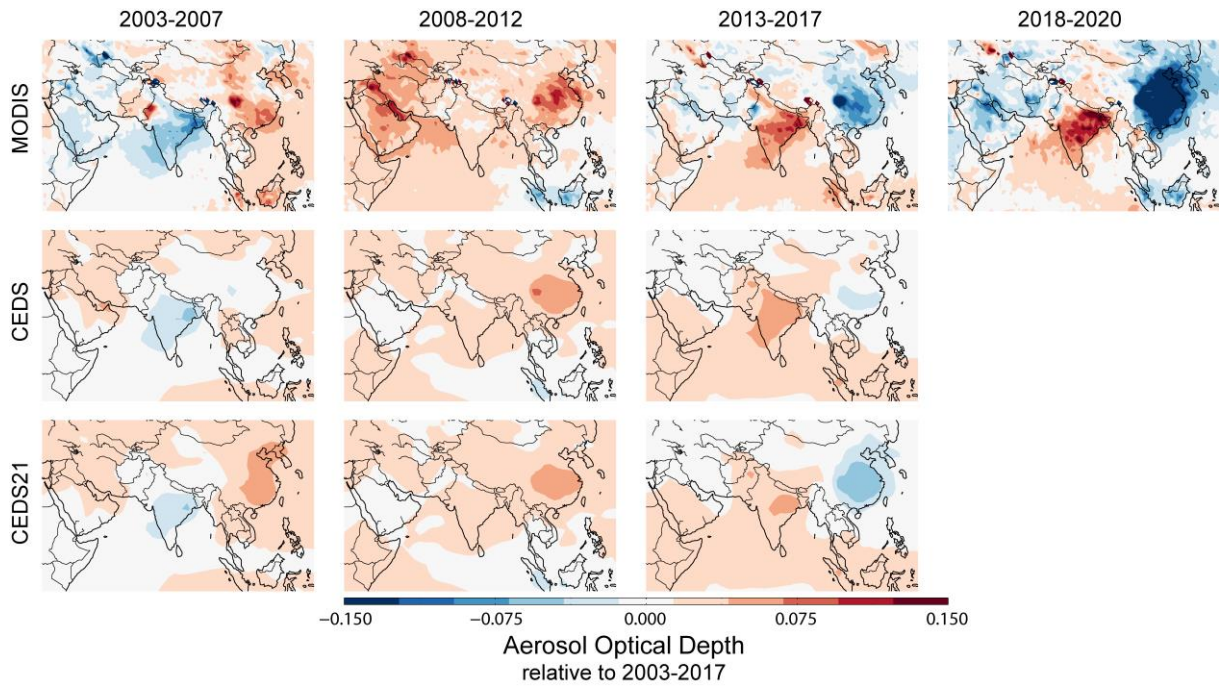 2003-2007 2008-2012 2013-2017 2018-2020
MODIS
CEDS
CEDS21
−0.150 −0.075 0.000 0.075 0.150
Aerosol Optical Depth
relative to 2003-2017